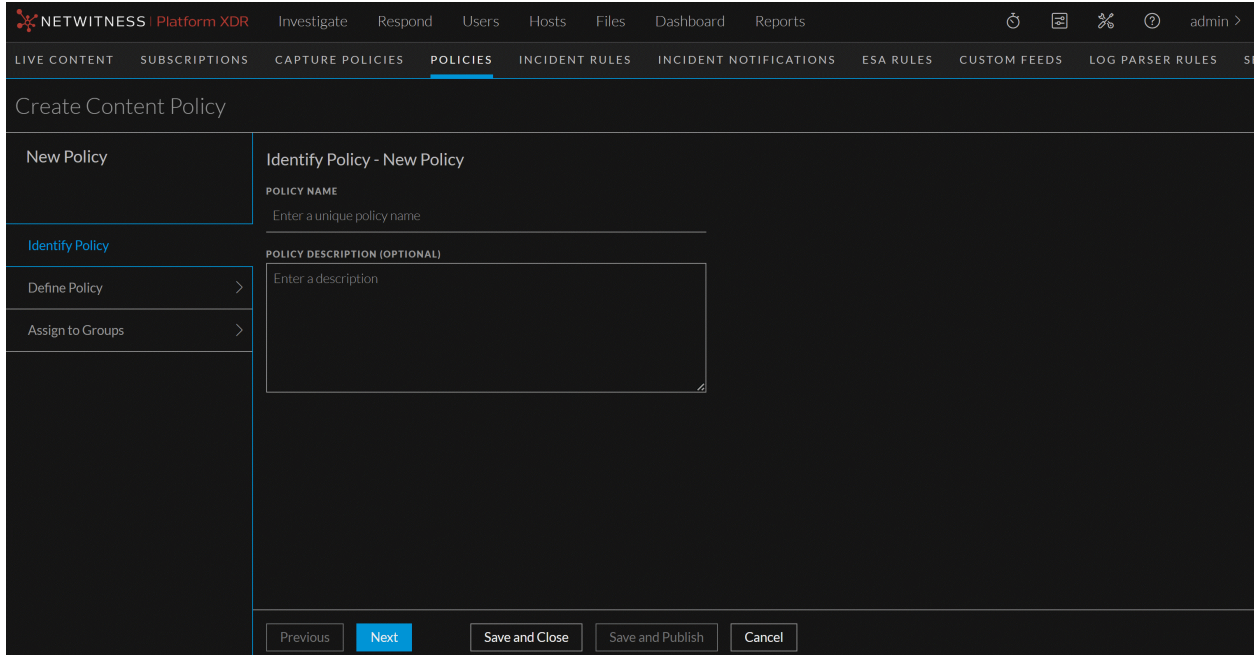 NETWITNESS | Platform XDR Investigate Respond Users Hosts Files Dashboard Reports admin >
LIVE CONTENT SUBSCRIPTIONS CAPTURE POLICIES POLICIES INCIDENT RULES INCIDENT NOTIFICATIONS ESA RULES CUSTOM FEEDS LOG PARSER RULES
Create Content Policy
New Policy
Identify Policy
Define Policy
Assign to Groups
Identify Policy - New Policy
POLICY NAME
Enter a unique policy name
POLICY DESCRIPTION (OPTIONAL)
Enter a description
Previous Next Save and Close Save and Publish Cancel